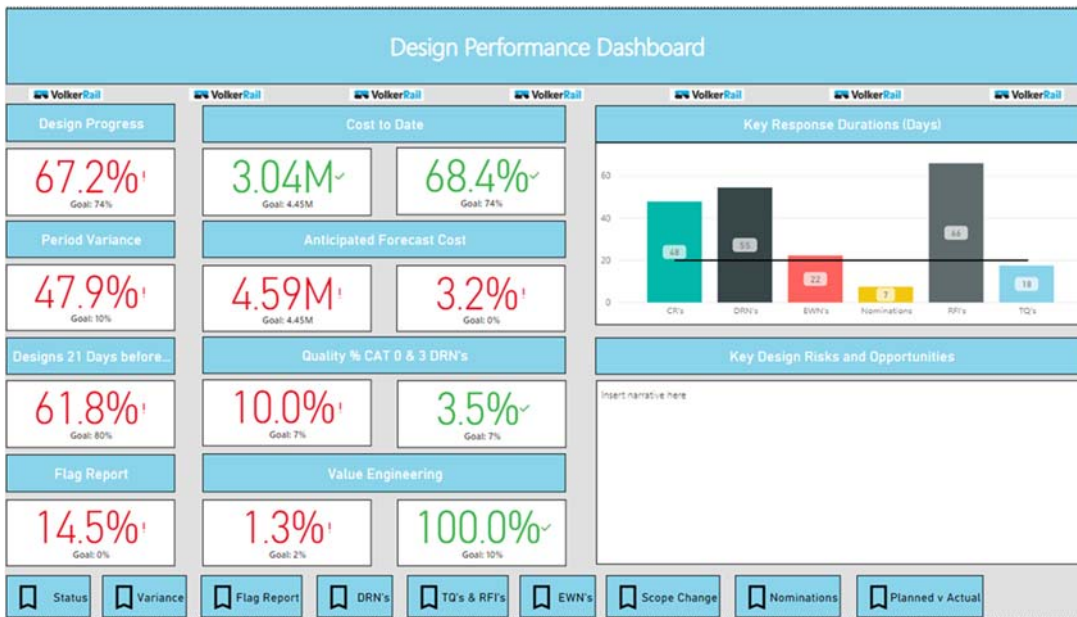 Design Performance Dashboard
VolkerRail VolkerRail VolkerRail VolkerRail VolkerRail VolkerRail VolkerRail
Design Progress
67.2%!
Goal: 74%
Period Variance
47.9%!
Goal: 10%
Designs 21 Days before...
61.8%!
Goal: 80%
Flag Report
14.5%!
Goal: 0%
Cost to Date
3.04M
Goal: 4.45M
68.4%
Goal: 74%
Anticipated Forecast Cost
4.59M!
Goal: 4.45M
3.2%!
Goal: 0%
Quality % CAT 0 & 3 DRN's
10.0%!
Goal: 7%
3.5%
Goal: 7%
Value Engineering
1.3%!
Goal: 2%
100.0%
Goal: 10%
Key Response Durations (Days)
60
40
20
0
48
55
22
7
66
18
CR's DRN's EWN's Nominations RFI's TQ's
Key Design Risks and Opportunities
Insert narrative here
Status Variance Flag Report DRN's TQ's & RFI's EWN's Scope Change Nominations Planned v Actual